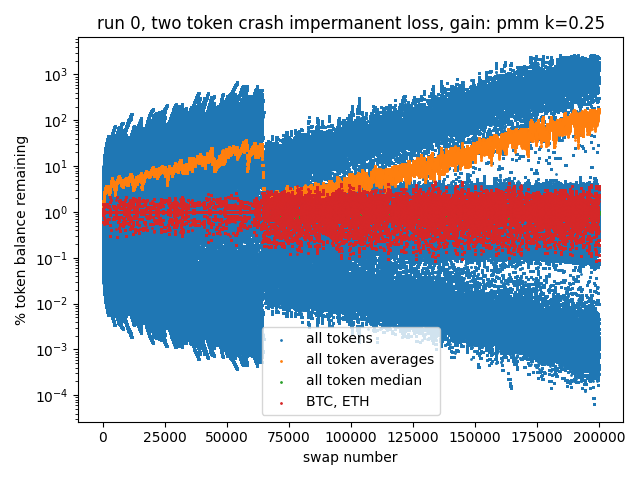 run 0, two token crash impermanent loss, gain: pmm k=0.25
% token balance remaining
10³
10²
10¹
10⁰
10⁻¹
10⁻²
10⁻³
10⁻⁴
all tokens
all token averages
all token median
BTC, ETH
0 25000 50000 75000 100000 125000 150000 175000 200000
swap number